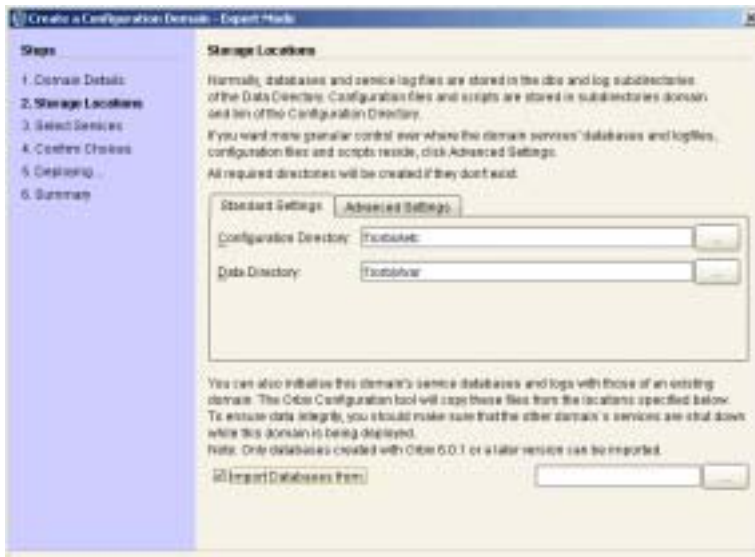 Create a Configuration Domain - Expert Mode
Steps
1. Domain Details
2. Storage Locations
3. Select Services
4. Confirm Choices
5. Deploying...
6. Summary
Storage Locations
Normally, databases and service log files are stored in the dbs and log subdirectories
of the Data Directory. Configuration files and scripts are stored in subdirectories domain
and bin of the Configuration Directory.
If you want more granular control over where the domain services' databases and logfiles,
configuration files and scripts reside, click Advanced Settings.
All required directories will be created if they don't exist.
Standard Settings
Advanced Settings
Configuration Directory:
...
Data Directory:
...
You can also initialise this domain's service databases and logs with those of an existing
domain. The Orbix Configuration tool will copy these files from the locations specified below.
To ensure data integrity, you should make sure that the other domain's services are shut down
while this domain is being deployed.
Note: Only databases created with Orbix 6.0.1 or a later version can be imported.
Import Databases from:
...